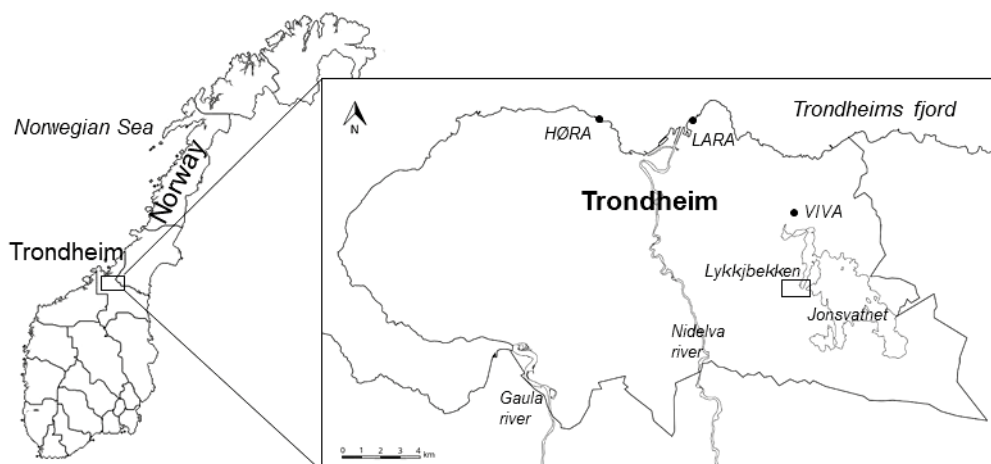 Norwegian Sea
Norway
Trondheim
N
HØRA
LARA
Trondheims fjord
Trondheim
VIVA
Lykkjbekken
Jonsvatnet
Nidelva
river
Gaula
river
0 1 2 3 4 km